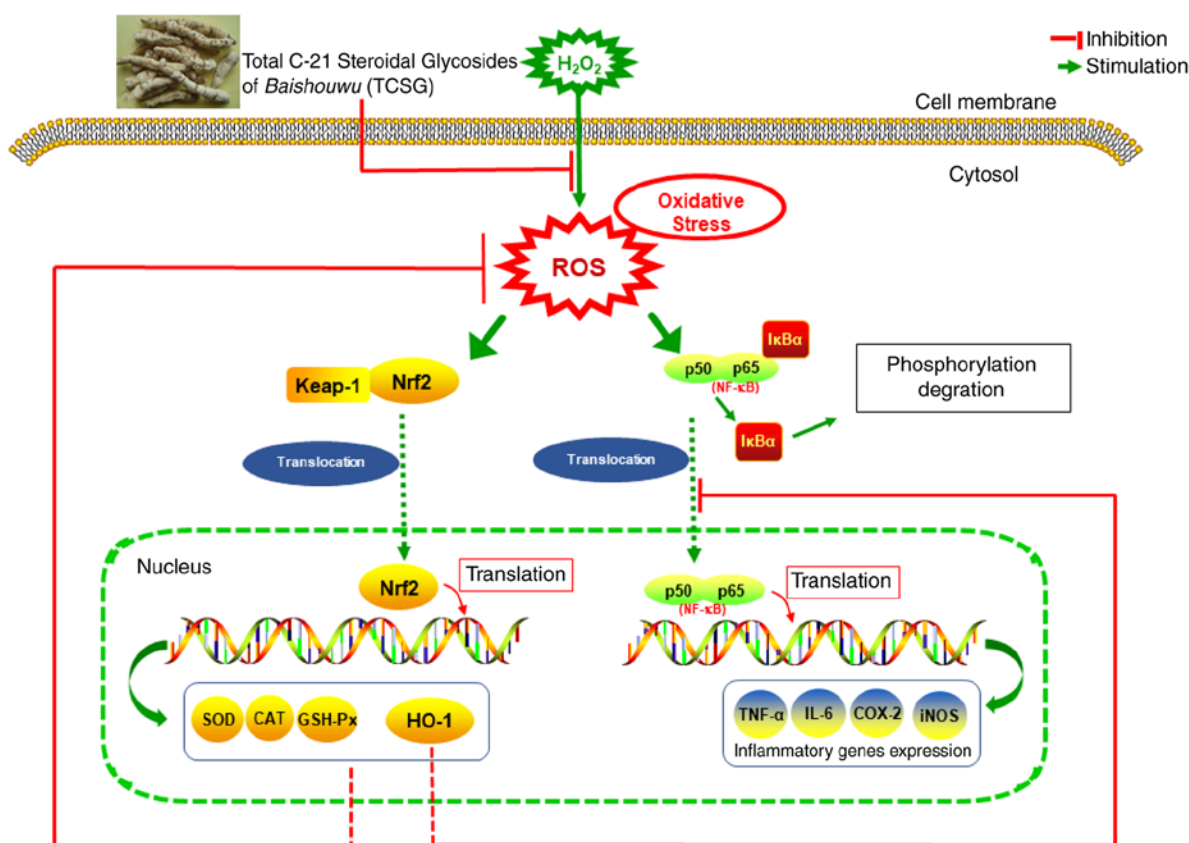 Total C-21 Steroidal Glycosides
of Baishouwu (TCSG)
H₂O₂
Inhibition
Stimulation
Cell membrane
Cytosol
Oxidative
Stress
ROS
Keap-1
Nrf2
p50
p65
(NF-κB)
IκBα
IκBα
Phosphorylation
degration
Translocation
Translocation
Nucleus
Nrf2
Translation
p50
p65
(NF-κB)
Translation
SOD
CAT
GSH-Px
HO-1
TNF-α
IL-6
COX-2
iNOS
Inflammatory genes expression